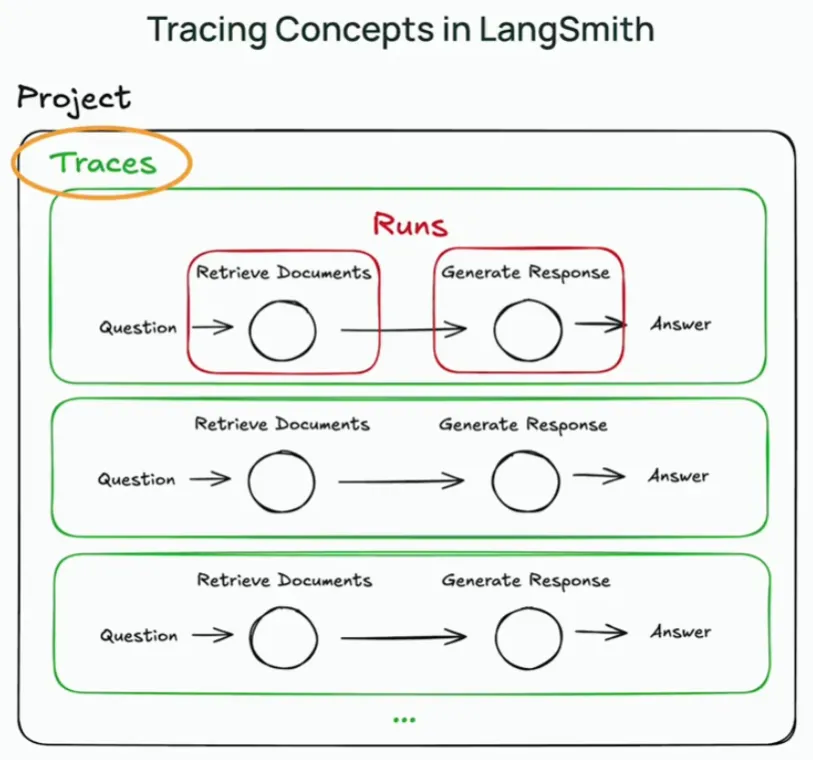 Tracing Concepts in LangSmith
Project
Traces
Runs
Retrieve Documents
Generate Response
Question
Answer
Retrieve Documents
Generate Response
Question
Answer
Retrieve Documents
Generate Response
Question
Answer
...